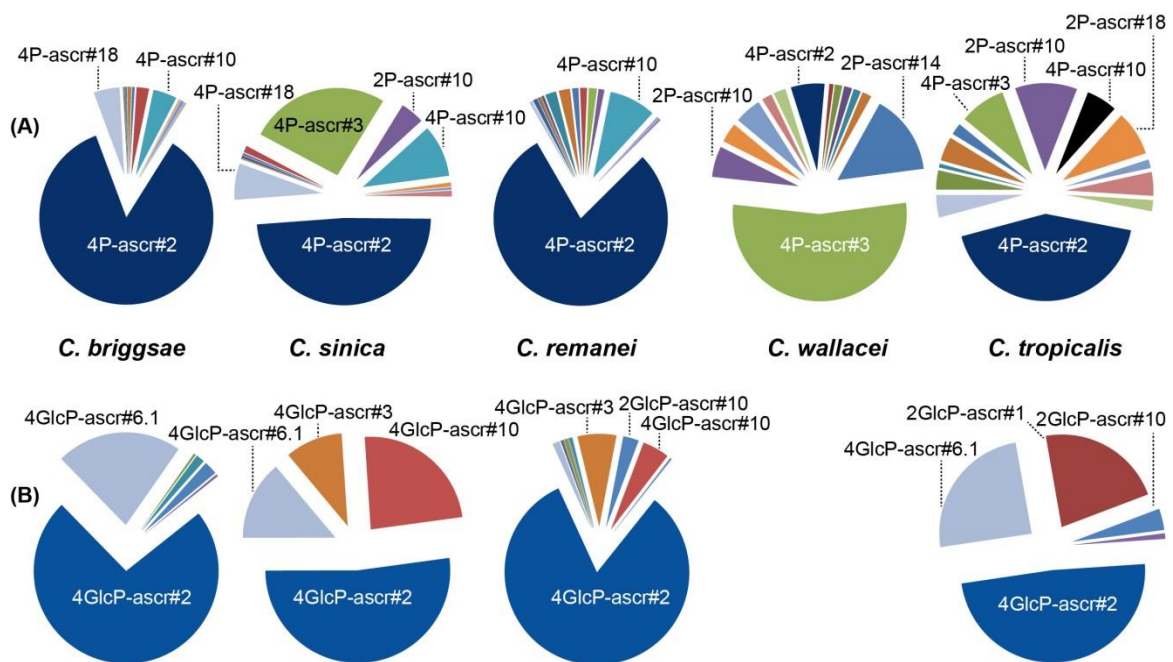 2P-ascr#18
4P-ascr#18
4P-ascr#10
4P-ascr#18
2P-ascr#10
4P-ascr#10
4P-ascr#10
2P-ascr#10
4P-ascr#2
2P-ascr#14
2P-ascr#10
4P-ascr#10
4P-ascr#3
(A)
4P-ascr#3
4P-ascr#2
4P-ascr#2
4P-ascr#2
4P-ascr#3
4P-ascr#2
C. briggsae
C. sinica
C. remanei
C. wallacei
C. tropicalis
4GlcP-ascr#6.1
4GlcP-ascr#6.1
4GlcP-ascr#3
4GlcP-ascr#10
4GlcP-ascr#3
2GlcP-ascr#10
4GlcP-ascr#10
2GlcP-ascr#1
2GlcP-ascr#10
4GlcP-ascr#6.1
(B)
4GlcP-ascr#2
4GlcP-ascr#2
4GlcP-ascr#2
4GlcP-ascr#2